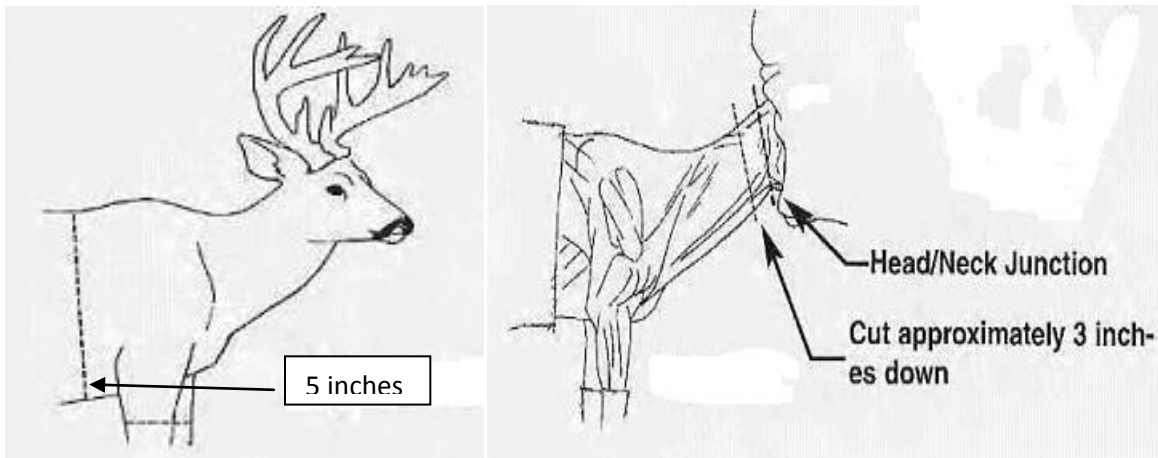 5 inches
Head/Neck Junction
Cut approximately 3 inch-
es down